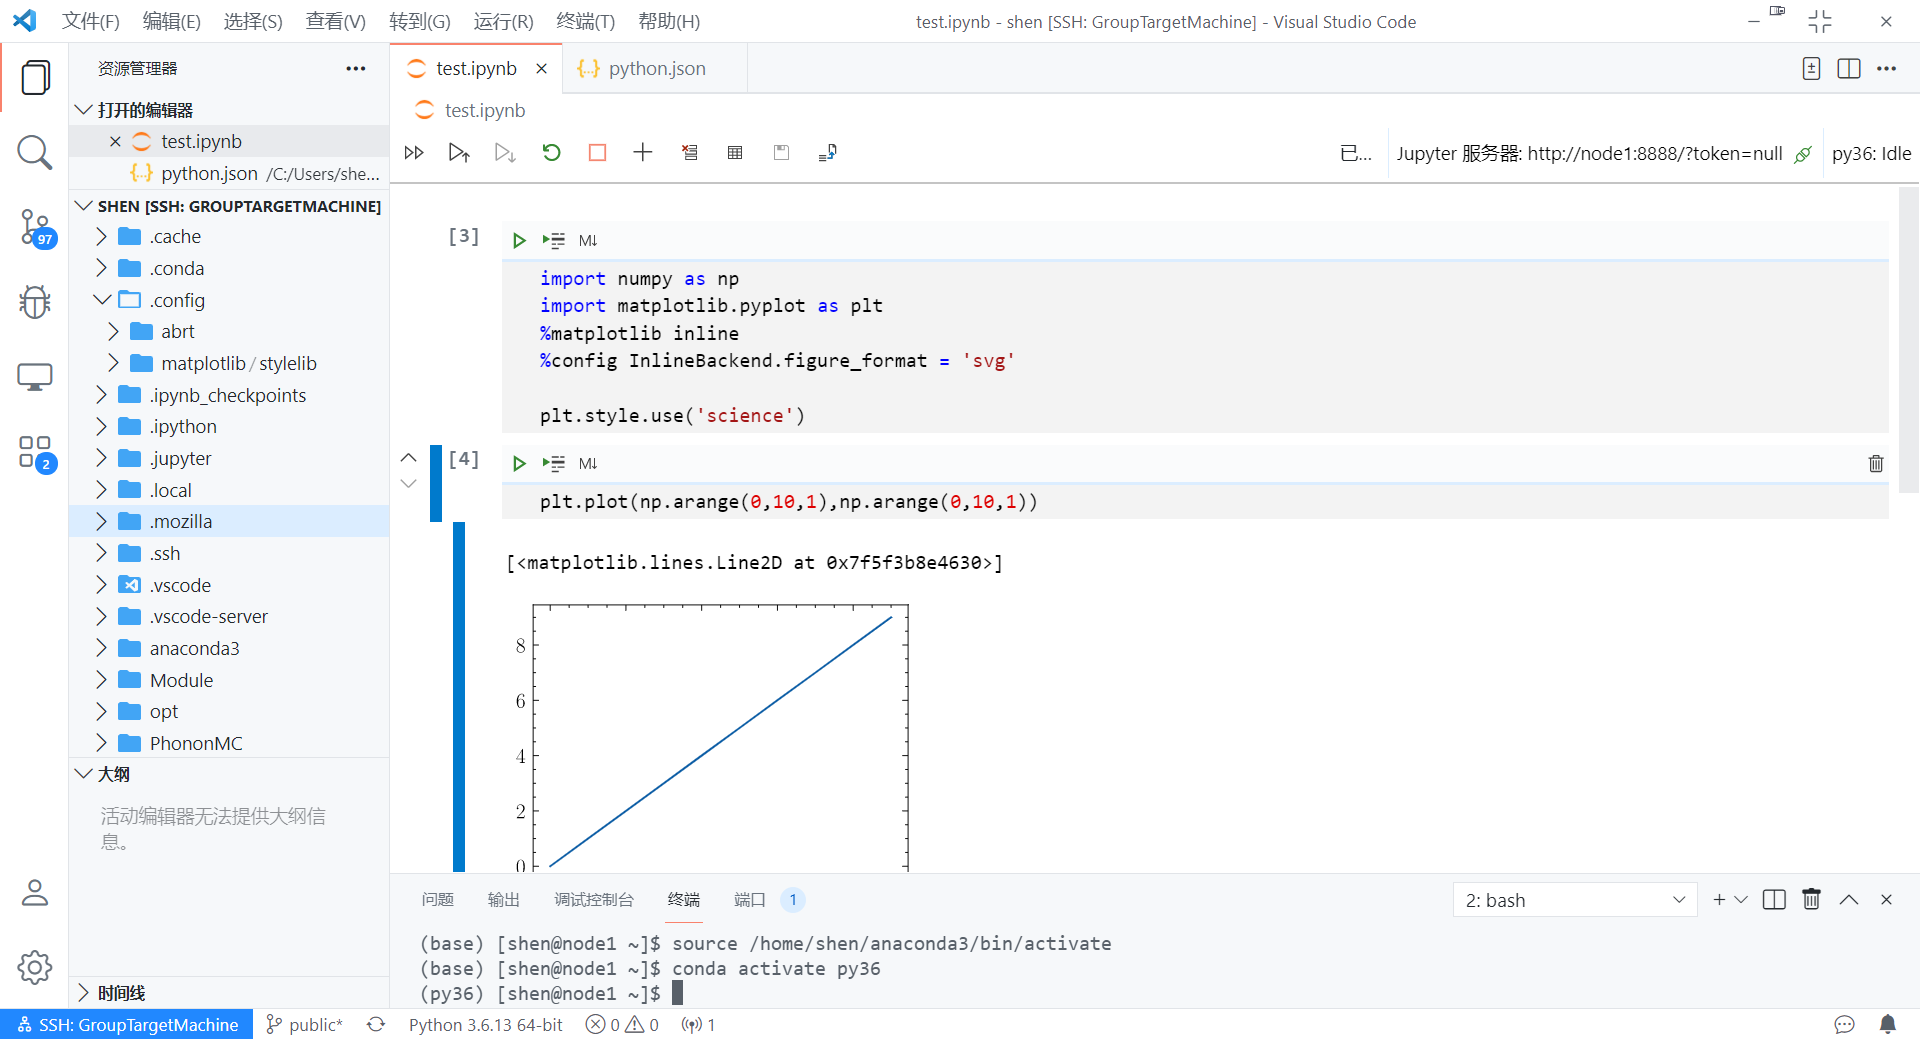 文件(F) 编辑(E) 选择(S) 查看(V) 转到(G) 运行(R) 终端(T) 帮助(H) test.ipynb - shen [SSH: GroupTargetMachine] - Visual Studio Code
资源管理器
打开的编辑器
test.ipynb
python.json /C:/Users/she...
SHEN [SSH: GROUPTARGETMACHINE]
.cache
.conda
.config
abrt
matplotlib / stylelib
.ipynb_checkpoints
.ipython
.jupyter
.local
.mozilla
.ssh
.vscode
.vscode-server
anaconda3
Module
opt
PhononMC
大纲
活动编辑器无法提供大纲信
息。
时间线
97
2
test.ipynb python.json
test.ipynb
已... Jupyter 服务器: http://node1:8888/?token=null py36: Idle
[3] M↓
import numpy as np
import matplotlib.pyplot as plt
%matplotlib inline
%config InlineBackend.figure_format = 'svg'
plt.style.use('science')
[4] M↓
plt.plot(np.arange(0,10,1),np.arange(0,10,1))
[<matplotlib.lines.Line2D at 0x7f5f3b8e4630>]
8
6
4
2
0
问题 输出 调试控制台 终端 端口 1 2: bash
(base) [shen@node1 ~]$ source /home/shen/anaconda3/bin/activate
(base) [shen@node1 ~]$ conda activate py36
(py36) [shen@node1 ~]$
SSH: GroupTargetMachine public* Python 3.6.13 64-bit 0 0 1